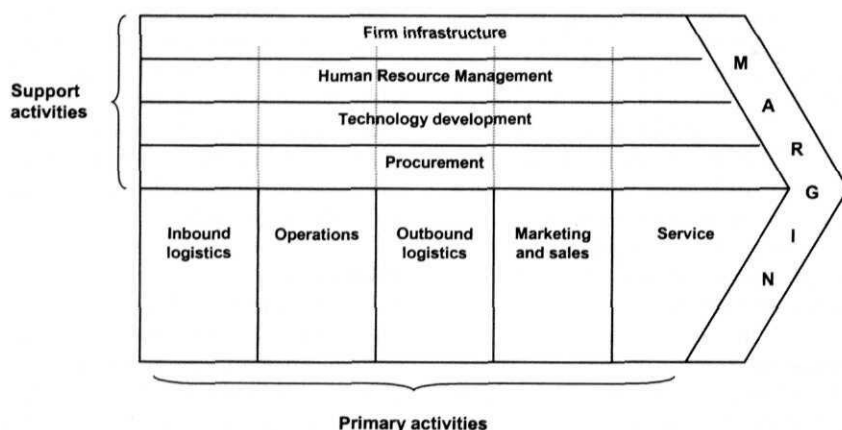 Firm infrastructure
Human Resource Management
Technology development
Procurement
Support
activities
Inbound
logistics
Operations
Outbound
logistics
Marketing
and sales
Service
MARGIN
Primary activities